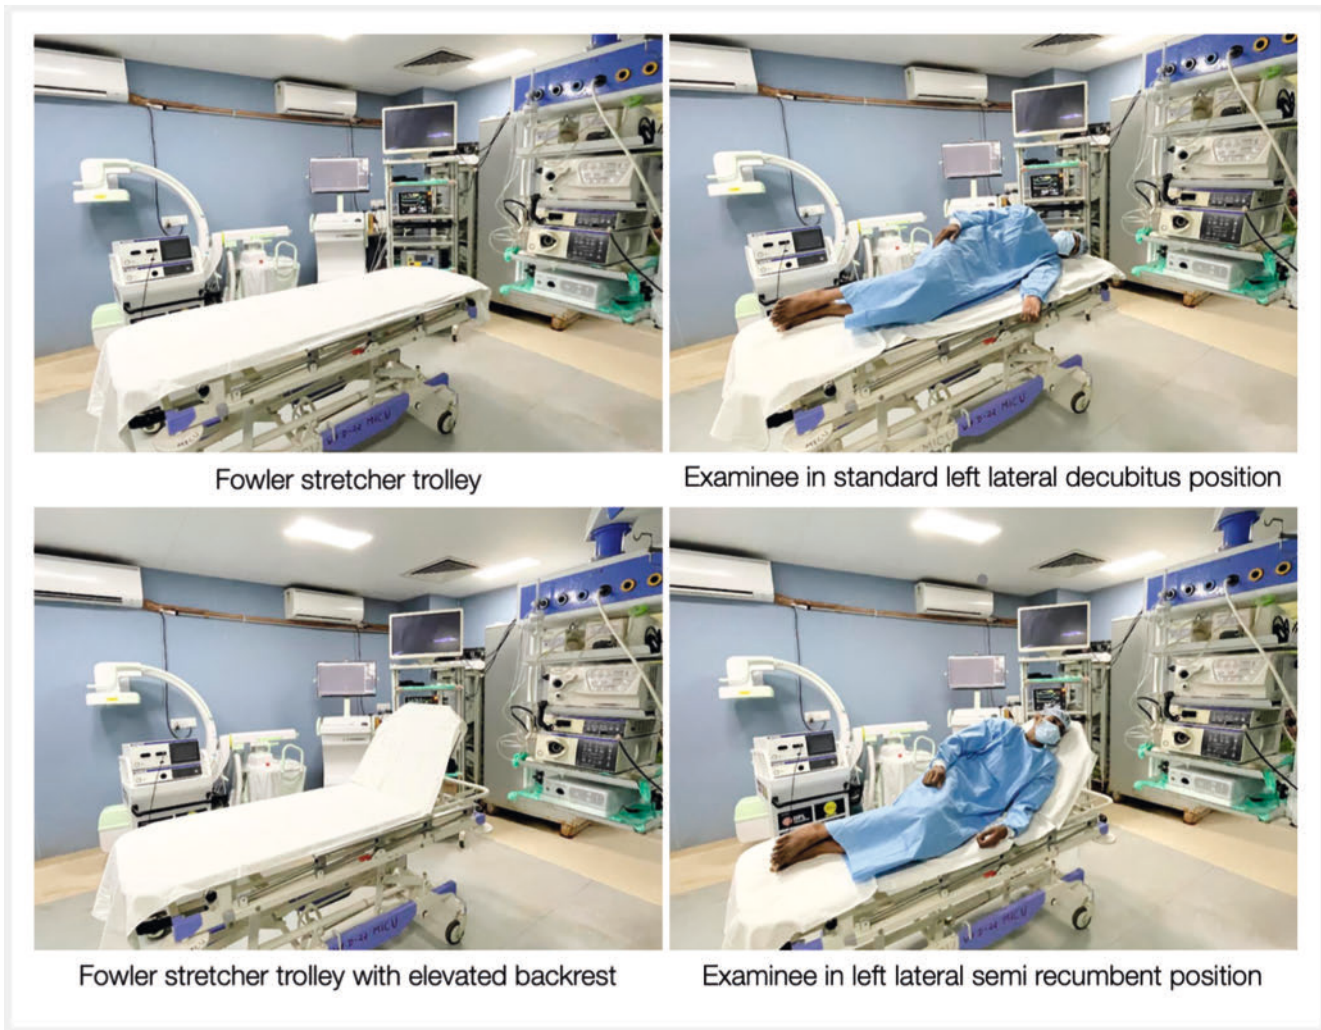 Fowler stretcher trolley
Examinee in standard left lateral decubitus position
MICU
Fowler stretcher trolley with elevated backrest
Examinee in left lateral semi recumbent position